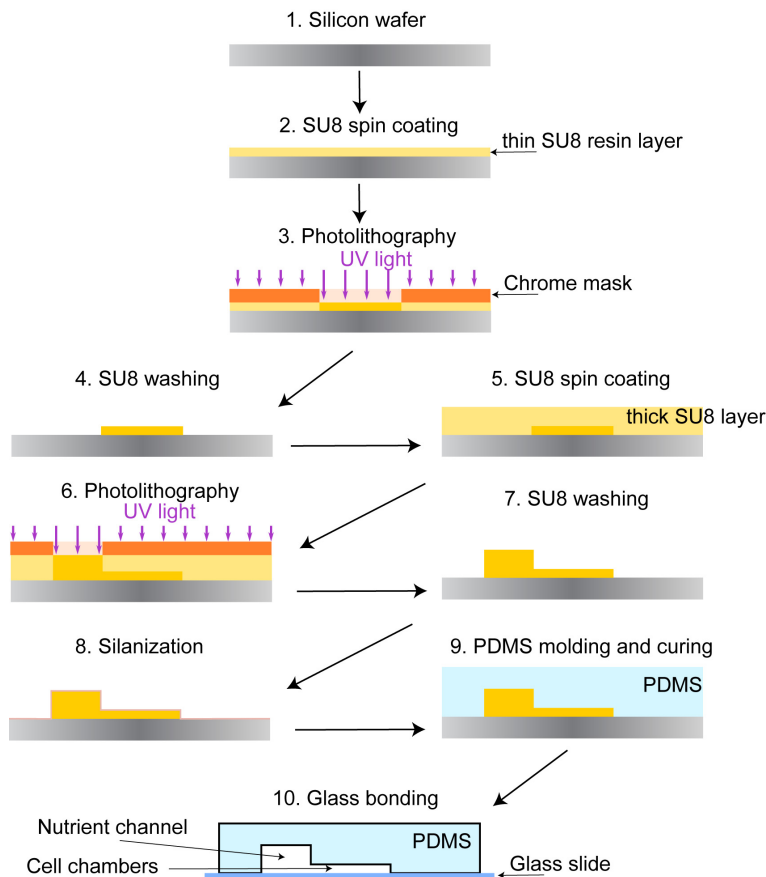 1. Silicon wafer
2. SU8 spin coating
thin SU8 resin layer
3. Photolithography
UV light
Chrome mask
4. SU8 washing
5. SU8 spin coating
thick SU8 layer
6. Photolithography
UV light
7. SU8 washing
8. Silanization
9. PDMS molding and curing
PDMS
10. Glass bonding
Nutrient channel
PDMS
Cell chambers
Glass slide